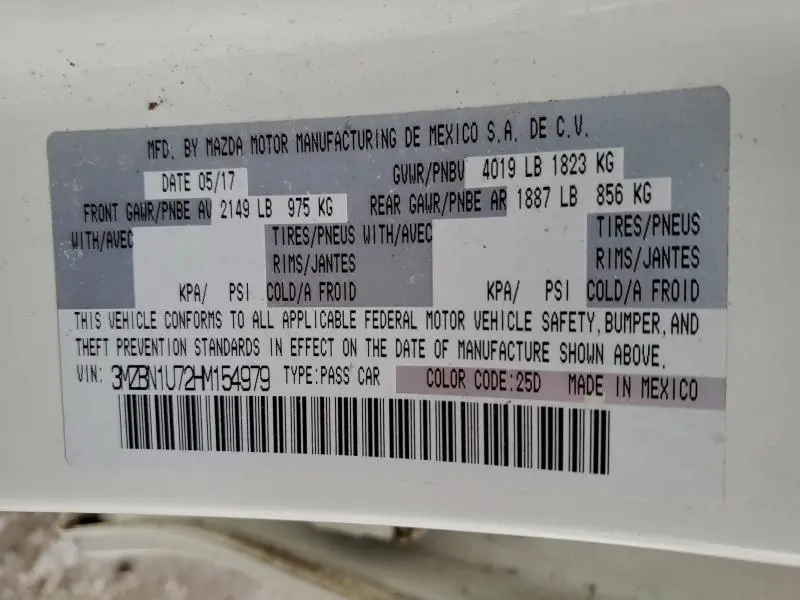 MFD. BY MAZDA MOTOR MANUFACTURING DE MEXICO S.A. DE C.V.
DATE 05/17 GVWR/PNBV 4019 LB 1823 KG
FRONT GAWR/PNBE AV 2149 LB 975 KG REAR GAWR/PNBE AR 1887 LB 856 KG
WITH/AVEC TIRES/PNEUS WITH/AVEC TIRES/PNEUS
RIMS/JANTES RIMS/JANTES
KPA/ PSI COLD/A FROID KPA/ PSI COLD/A FROID
THIS VEHICLE CONFORMS TO ALL APPLICABLE FEDERAL MOTOR VEHICLE SAFETY, BUMPER, AND
THEFT PREVENTION STANDARDS IN EFFECT ON THE DATE OF MANUFACTURE SHOWN ABOVE.
VIN: 3MZBN1U72HM154979 TYPE:PASS CAR COLOR CODE:25D MADE IN MEXICO